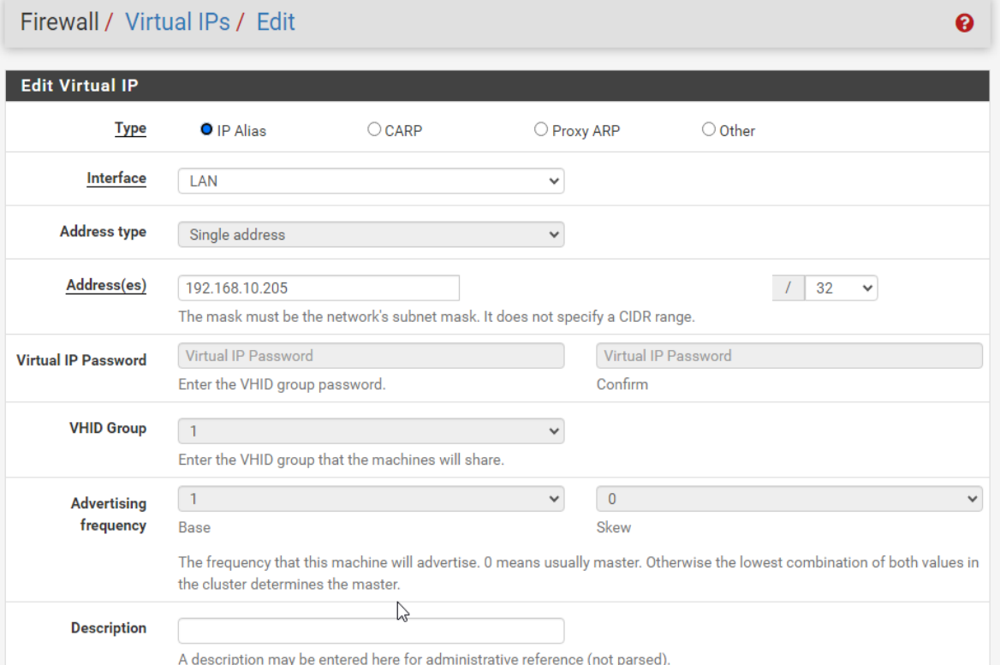 Firewall / Virtual IPs / Edit ?
Edit Virtual IP
Type IP Alias CARP Proxy ARP Other
Interface LAN
Address type Single address
Address(es) 192.168.10.205 / 32
The mask must be the network's subnet mask. It does not specify a CIDR range.
Virtual IP Password Virtual IP Password Virtual IP Password
Enter the VHID group password. Confirm
VHID Group 1
Enter the VHID group that the machines will share.
Advertising 1 0
frequency Base Skew
The frequency that this machine will advertise. 0 means usually master. Otherwise the lowest combination of both values in
the cluster determines the master.
Description
A description may be entered here for administrative reference (not parsed).